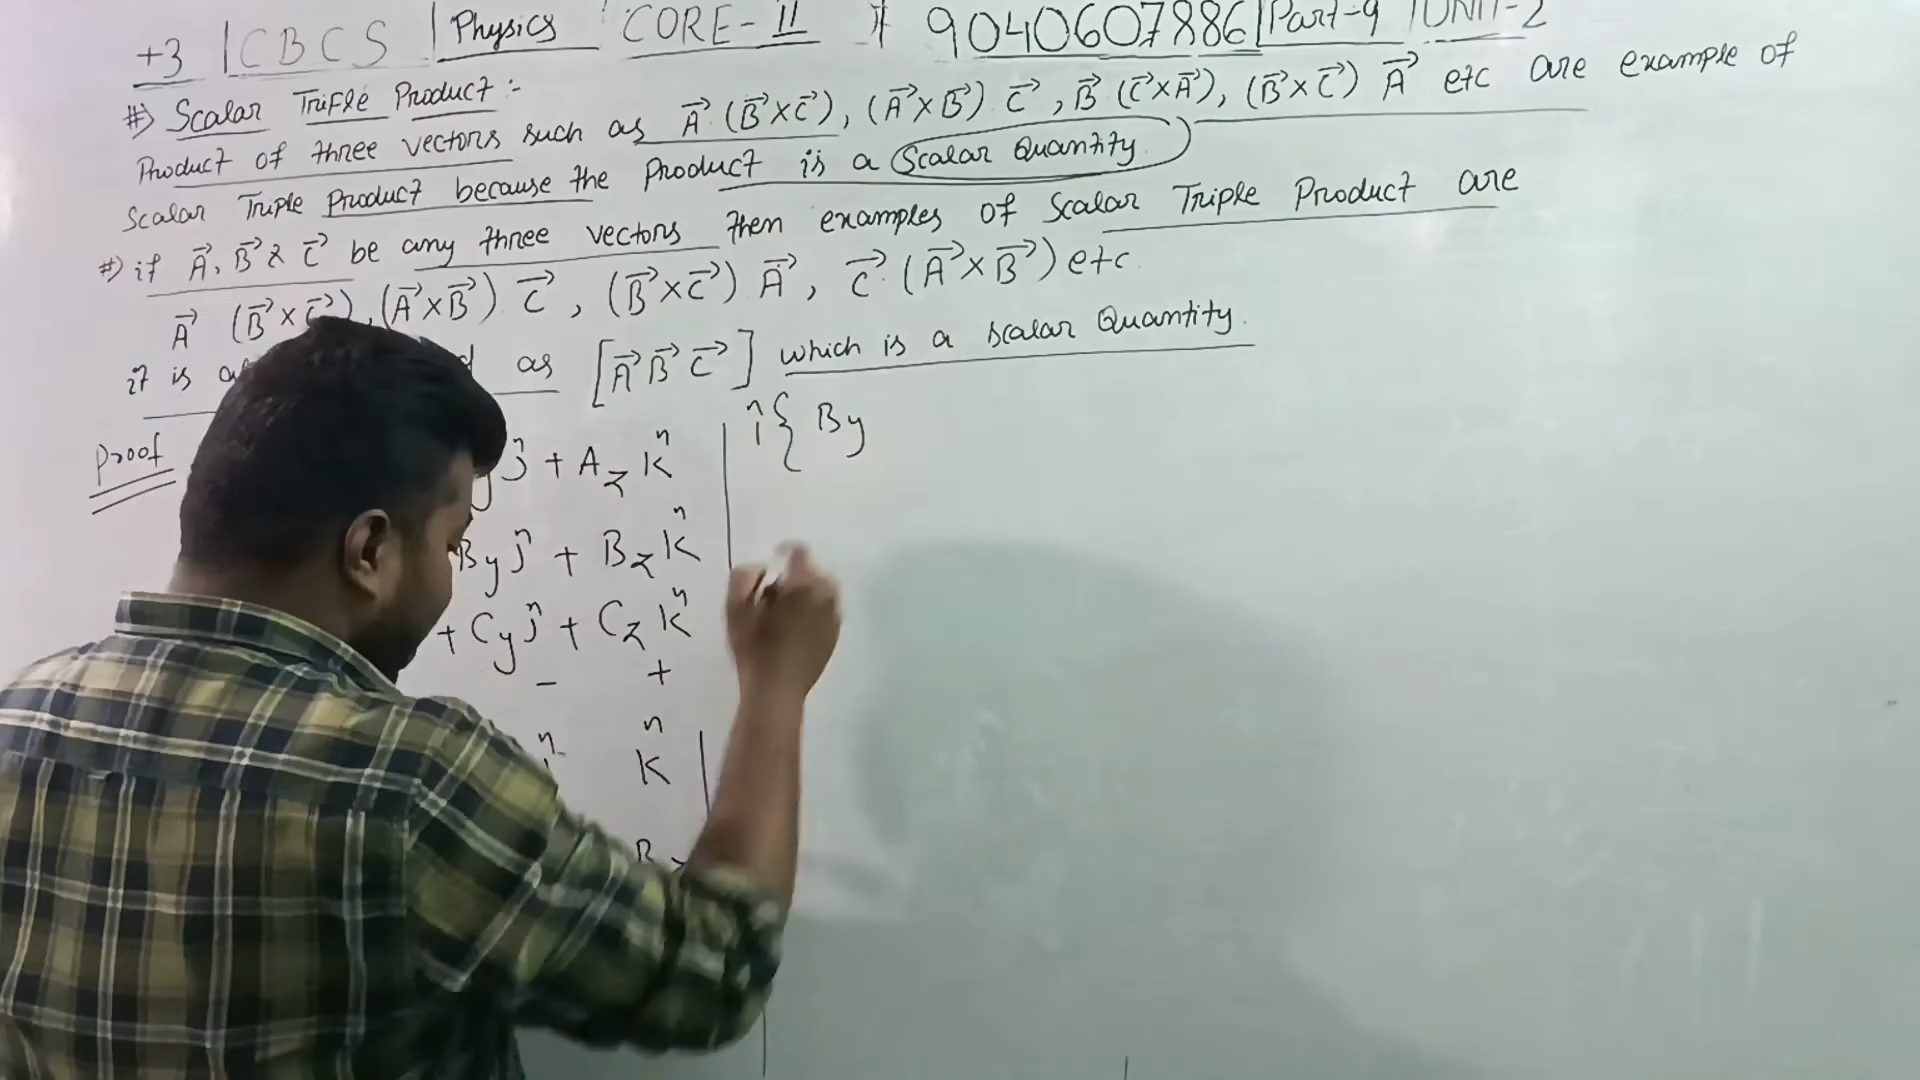 +3 | CBCS | Physics CORE-II # 9040607886 | Part-9 | UNIT-2
#) Scalar Trifle Product :-
Product of three vectors such as A⃗ (B⃗×C⃗), (A⃗×B⃗) C⃗, B⃗ (C⃗×A⃗), (B⃗×C⃗) A⃗ etc are example of
Scalar Triple Product because the Product is a Scalar Quantity
#) if A⃗, B⃗ & C⃗ be any three vectors then examples of Scalar Triple Product are
A⃗ (B⃗×C⃗), (A⃗×B⃗) C⃗, (B⃗×C⃗) A⃗, C⃗ (A⃗×B⃗) etc
it is as [A⃗ B⃗ C⃗] which is a scalar Quantity.
Proof
y ĵ + Az k̂
By ĵ + Bz k̂
+ Cy ĵ + Cz k̂
- +
k̂
B
î { By